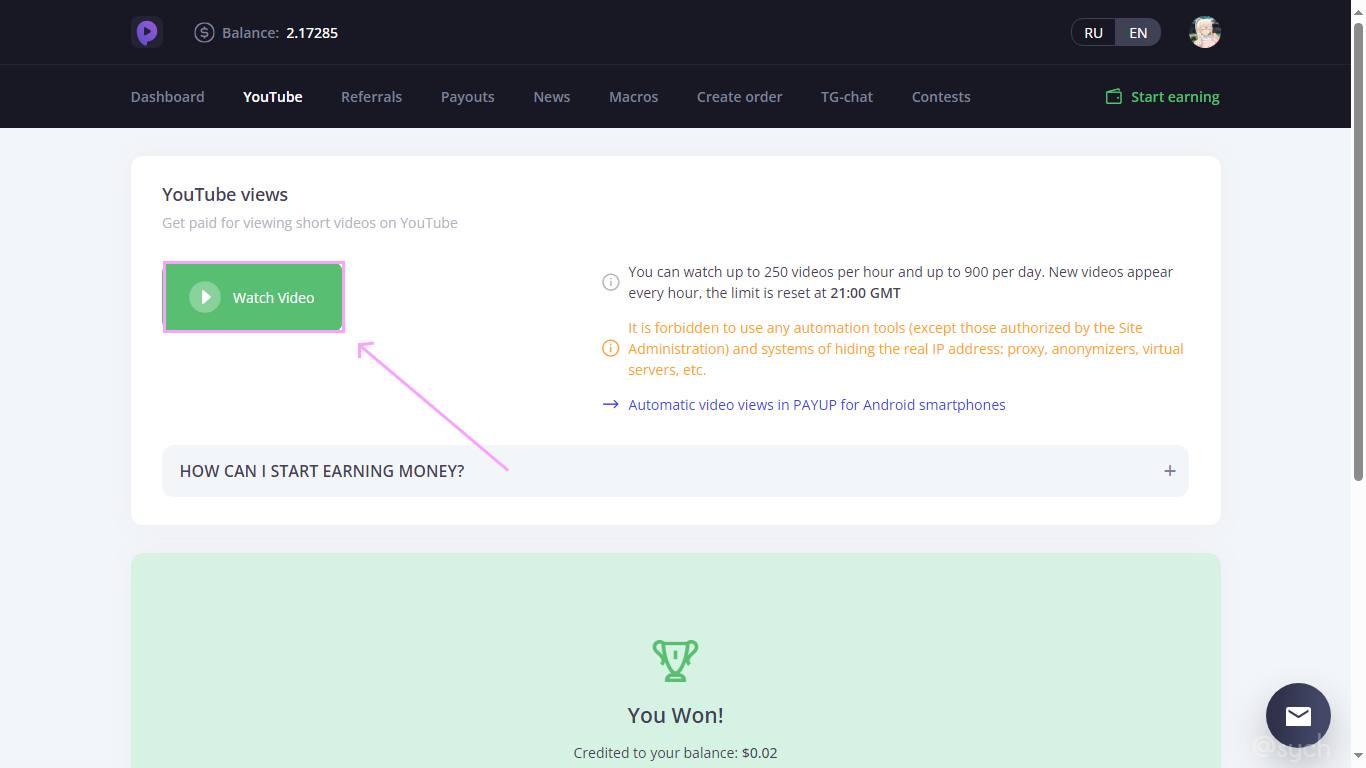 Balance: 2.17285
RU EN
Dashboard YouTube Referrals Payouts News Macros Create order TG-chat Contests Start earning
YouTube views
Get paid for viewing short videos on YouTube
Watch Video
You can watch up to 250 videos per hour and up to 900 per day. New videos appear
every hour, the limit is reset at 21:00 GMT
It is forbidden to use any automation tools (except those authorized by the Site
Administration) and systems of hiding the real IP address: proxy, anonymizers, virtual
servers, etc.
Automatic video views in PAYUP for Android smartphones
HOW CAN I START EARNING MONEY?
You Won!
Credited to your balance: $0.02
@sych